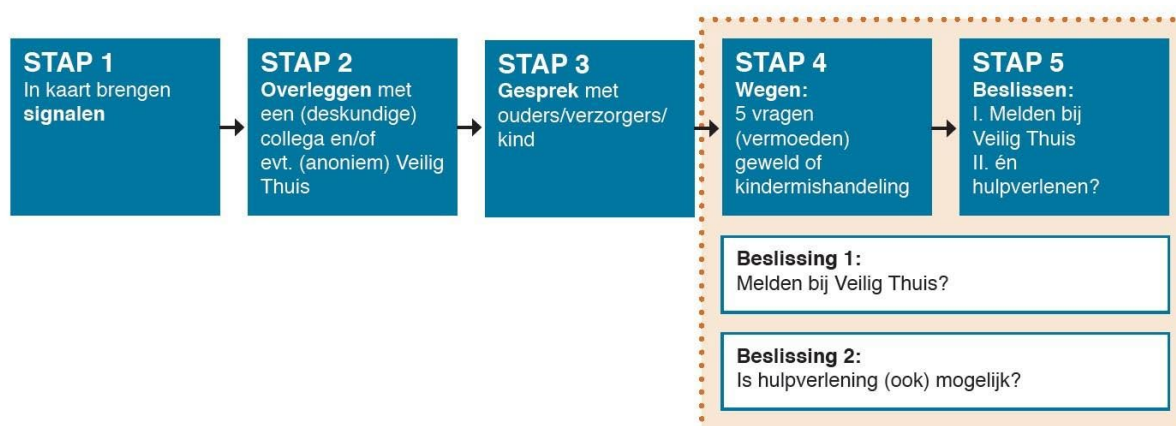 STAP 1
In kaart brengen
signalen
STAP 2
Overleggen met
een (deskundige)
collega en/of
evt. (anoniem) Veilig
Thuis
STAP 3
Gesprek met
ouders/verzorgers/
kind
STAP 4
Wegen:
5 vragen
(vermoeden)
geweld of
kindermishandeling
STAP 5
Beslissen:
I. Melden bij
Veilig Thuis
II. én
hulpverlenen?
Beslissing 1:
Melden bij Veilig Thuis?
Beslissing 2:
Is hulpverlening (ook) mogelijk?